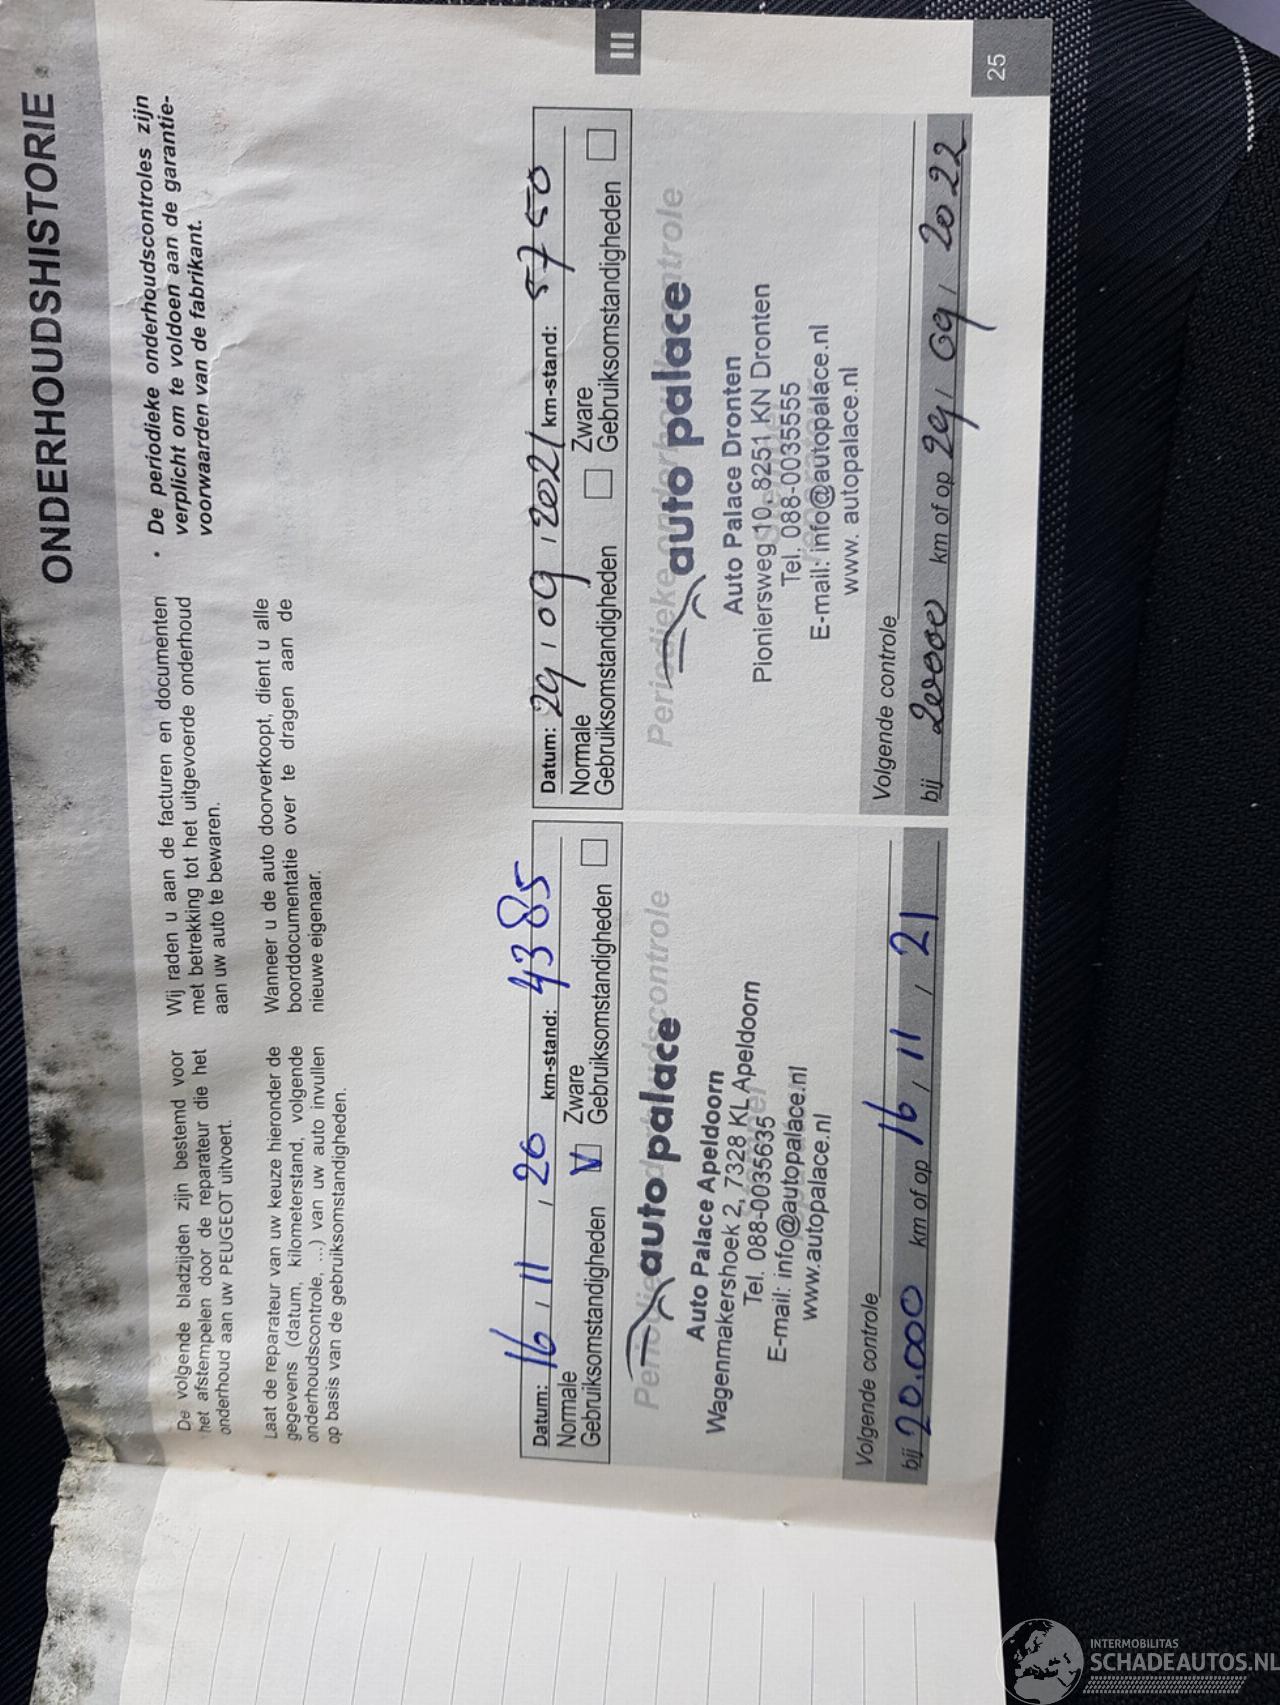 ONDERHOUDSHISTORIE
De volgende bladzijden zijn bestemd voor
het afstempelen door de reparateur die het
onderhoud aan uw PEUGEOT uitvoert.
Laat de reparateur van uw keuze hieronder de
gegevens (datum, kilometerstand, volgende
onderhoudscontrole, ...) van uw auto invullen
op basis van de gebruiksomstandigheden.
Wij raden u aan de facturen en documenten
met betrekking tot het uitgevoerde onderhoud
aan uw auto te bewaren.
Wanneer u de auto doorverkoopt, dient u alle
boorddocumentatie over te dragen aan de
nieuwe eigenaar.
• De periodieke onderhoudscontroles zijn
verplicht om te voldoen aan de garantie-
voorwaarden van de fabrikant.
Datum: 16 / 11 / 20 km-stand: 4385
Normale Gebruiksomstandigheden V Zware Gebruiksomstandigheden
auto palace
Auto Palace Apeldoorn
Wagenmakershoek 2, 7328 KL Apeldoorn
Tel. 088-0035635
E-mail: info@autopalace.nl
www.autopalace.nl
Volgende controle
bij 20.000 km of op 16 / 11 / 21
Datum: 29 / 09 / 2021 km-stand: 5750
Normale Gebruiksomstandigheden Zware Gebruiksomstandigheden
Periodieke onderhoudscontrole
auto palace
Auto Palace Dronten
Pioniersweg 10, 8251 KN Dronten
Tel. 088-0035555
E-mail: info@autopalace.nl
www. autopalace.nl
Volgende controle
bij 20000 km of op 29 / 09 / 2022
III
25
INTERMOBILITAS
SCHADEAUTOS.NL